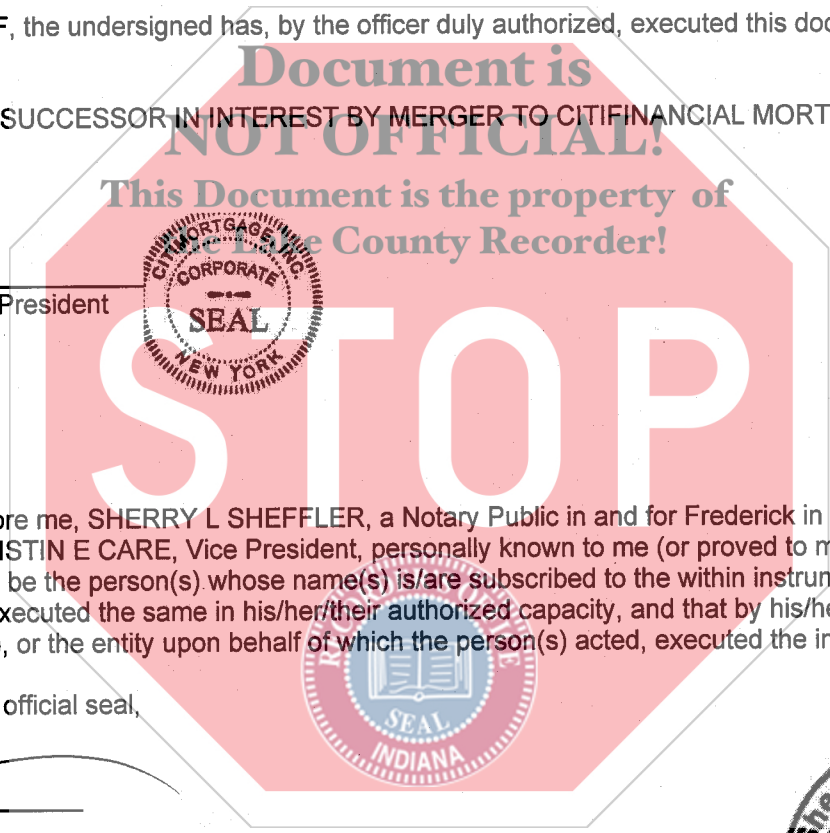 F, the undersigned has, by the officer duly authorized, executed this doc
Document is
SUCCESSOR IN INTEREST BY MERGER TO CITIFINANCIAL MORT
NOT OFFICIAL!
This Document is the property of
the Lake County Recorder!
CITIMORTGAGE, INC.
CORPORATE
SEAL
NEW YORK
President
STOP
ore me, SHERRY L SHEFFLER, a Notary Public in and for Frederick in
ISTIN E CARE, Vice President, personally known to me (or proved to m
be the person(s) whose name(s) is/are subscribed to the within instrum
xecuted the same in his/her/their authorized capacity, and that by his/he
, or the entity upon behalf of which the person(s) acted, executed the in
RECORDER'S OFFICE
SEAL
INDIANA
official seal,
She